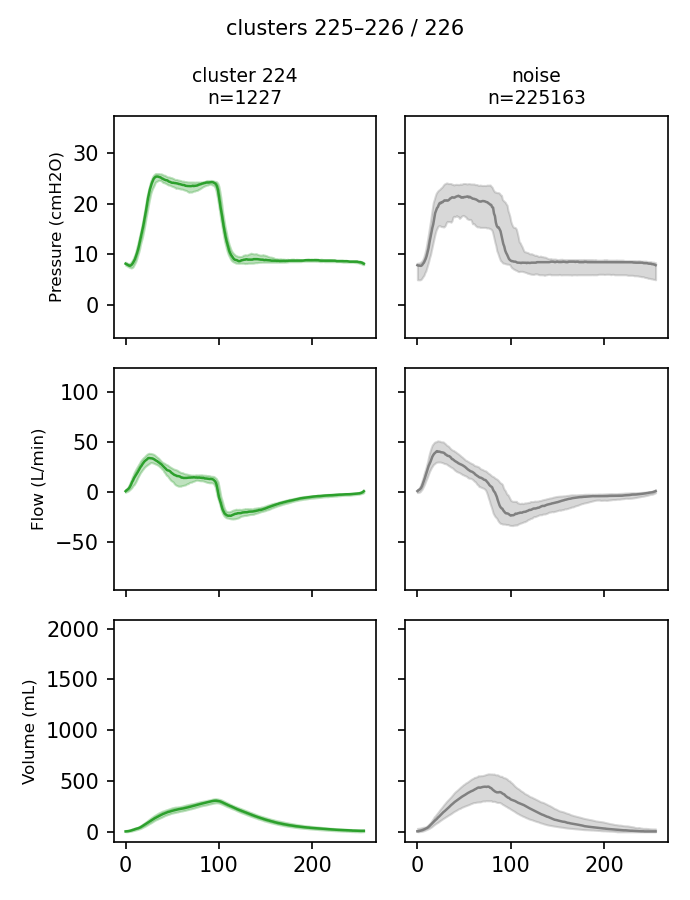 clusters 225–226 / 226
cluster 224
n=1227
noise
n=225163
Pressure (cmH2O)
30
20
10
0
Flow (L/min)
100
50
0
−50
Volume (mL)
2000
1500
1000
500
0
0
100
200
0
100
200